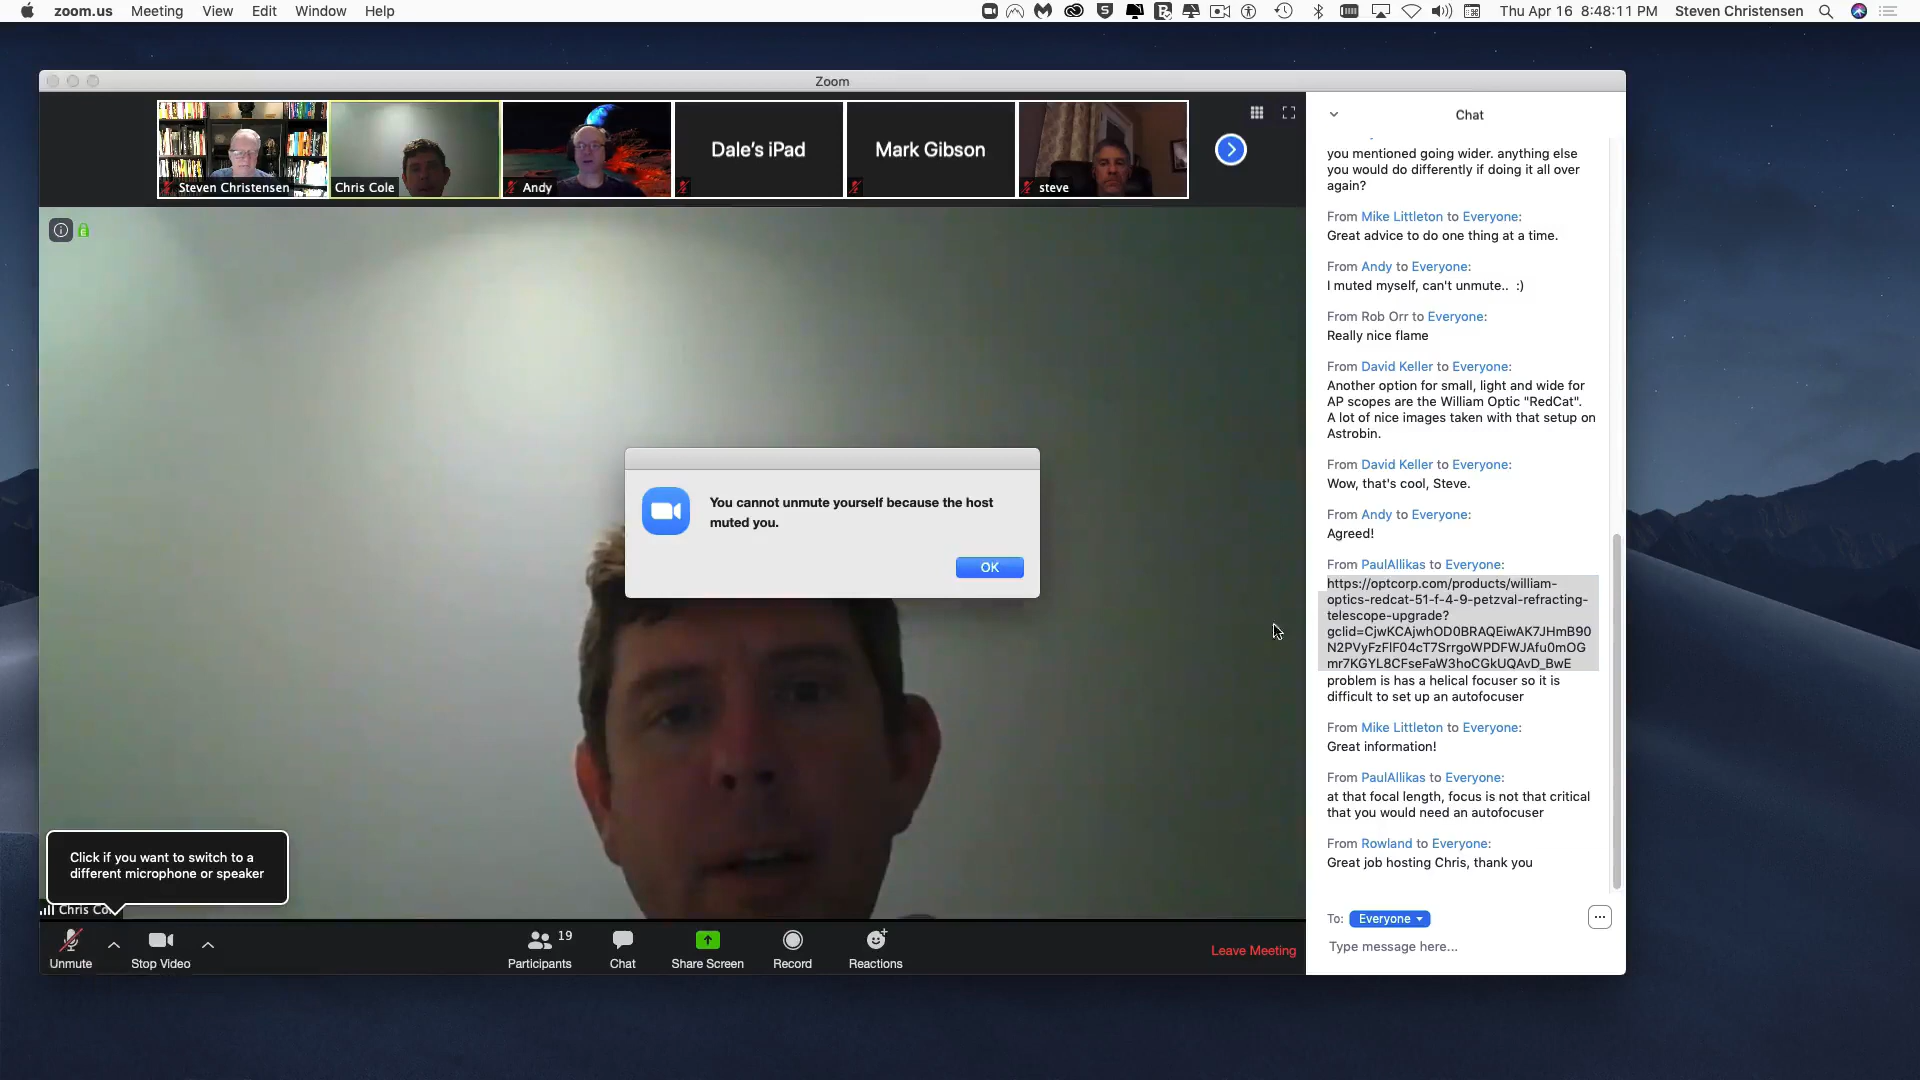 zoom.us Meeting View Edit Window Help
Thu Apr 16 8:48:11 PM Steven Christensen
Zoom
Steven Christensen
Chris Cole
Andy
Dale's iPad
Mark Gibson
steve
You cannot unmute yourself because the host
muted you.
OK
Click if you want to switch to a
different microphone or speaker
Unmute
Stop Video
Participants
19
Chat
Share Screen
Record
Reactions
Leave Meeting
Chat
you mentioned going wider. anything else
you would do differently if doing it all over
again?
From Mike Littleton to Everyone:
Great advice to do one thing at a time.
From Andy to Everyone:
I muted myself, can't unmute.. :)
From Rob Orr to Everyone:
Really nice flame
From David Keller to Everyone:
Another option for small, light and wide for
AP scopes are the William Optic "RedCat".
A lot of nice images taken with that setup on
Astrobin.
From David Keller to Everyone:
Wow, that's cool, Steve.
From Andy to Everyone:
Agreed!
From PaulAllikas to Everyone:
https://optcorp.com/products/william-
optics-redcat-51-f-4-9-petzval-refracting-
telescope-upgrade?
gclid=CjwKCAjwhOD0BRAQEiwAK7JHmB90
N2PVyFzFIF04cT7SrrgoWPDFWJAfu0mOG
mr7KGYL8CFseFaW3hoCGkUQAvD_BwE
problem is has a helical focuser so it is
difficult to set up an autofocuser
From Mike Littleton to Everyone:
Great information!
From PaulAllikas to Everyone:
at that focal length, focus is not that critical
that you would need an autofocuser
From Rowland to Everyone:
Great job hosting Chris, thank you
To: Everyone
Type message here...